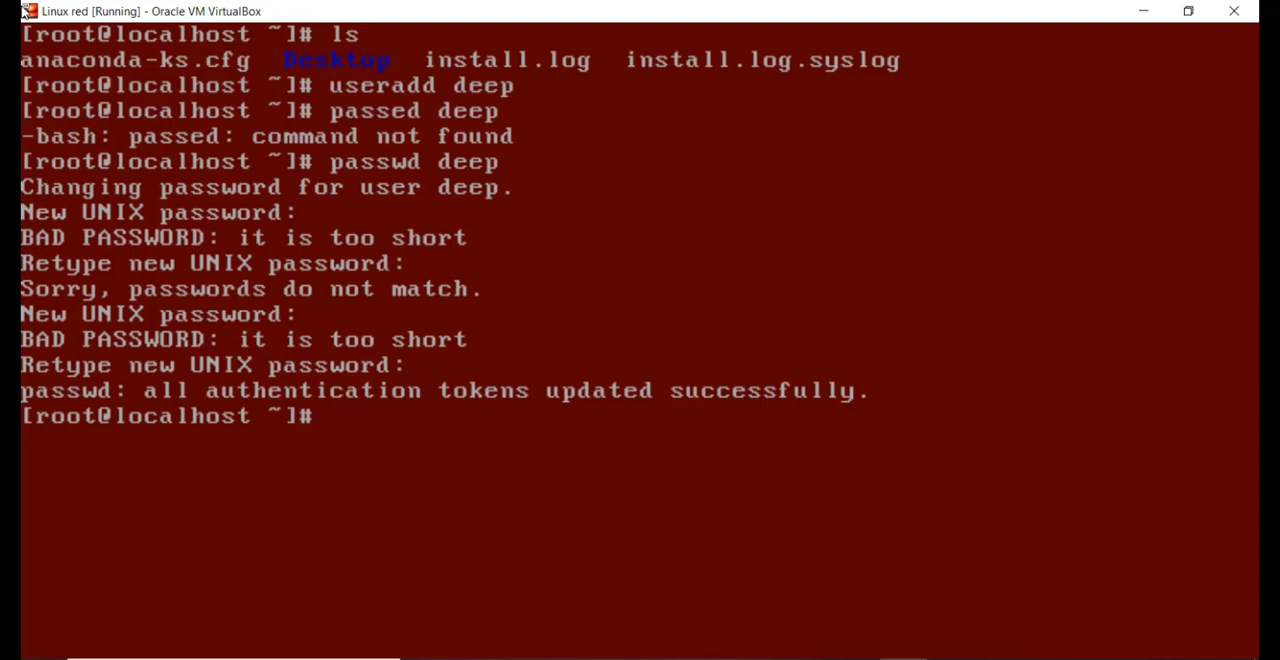 Linux red [Running] - Oracle VM VirtualBox
[root@localhost ~]# ls
anaconda-ks.cfg  Desktop  install.log  install.log.syslog
[root@localhost ~]# useradd deep
[root@localhost ~]# passed deep
-bash: passed: command not found
[root@localhost ~]# passwd deep
Changing password for user deep.
New UNIX password:
BAD PASSWORD: it is too short
Retype new UNIX password:
Sorry, passwords do not match.
New UNIX password:
BAD PASSWORD: it is too short
Retype new UNIX password:
passwd: all authentication tokens updated successfully.
[root@localhost ~]#